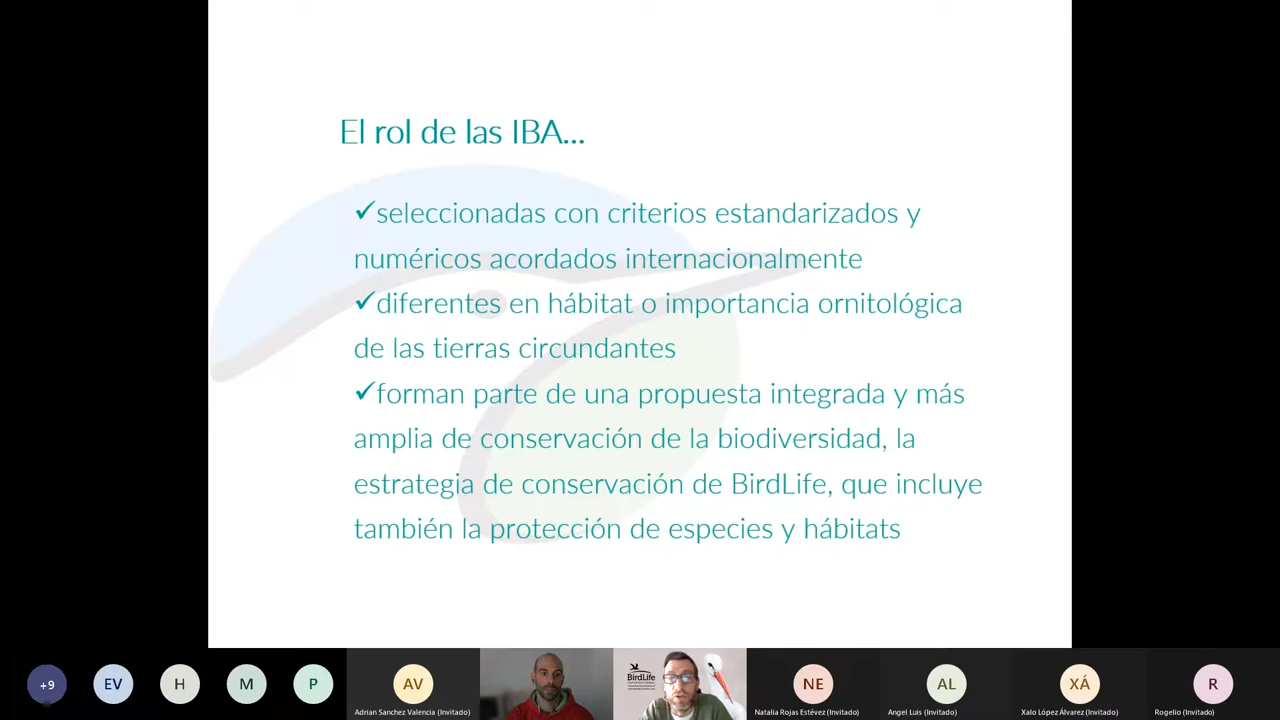 El rol de las IBA...
✓seleccionadas con criterios estandarizados y
numéricos acordados internacionalmente
✓diferentes en hábitat o importancia ornitológica
de las tierras circundantes
✓forman parte de una propuesta integrada y más
amplia de conservación de la biodiversidad, la
estrategia de conservación de BirdLife, que incluye
también la protección de especies y hábitats
+9
EV
H
M
P
AV
Adrian Sanchez Valencia (Invitado)
BirdLife
INTERNATIONAL
NE
Natalia Rojas Estévez (Invitado)
AL
Angel Luis (Invitado)
XÁ
Xalo López Álvarez (Invitado)
R
Rogelio (Invitado)